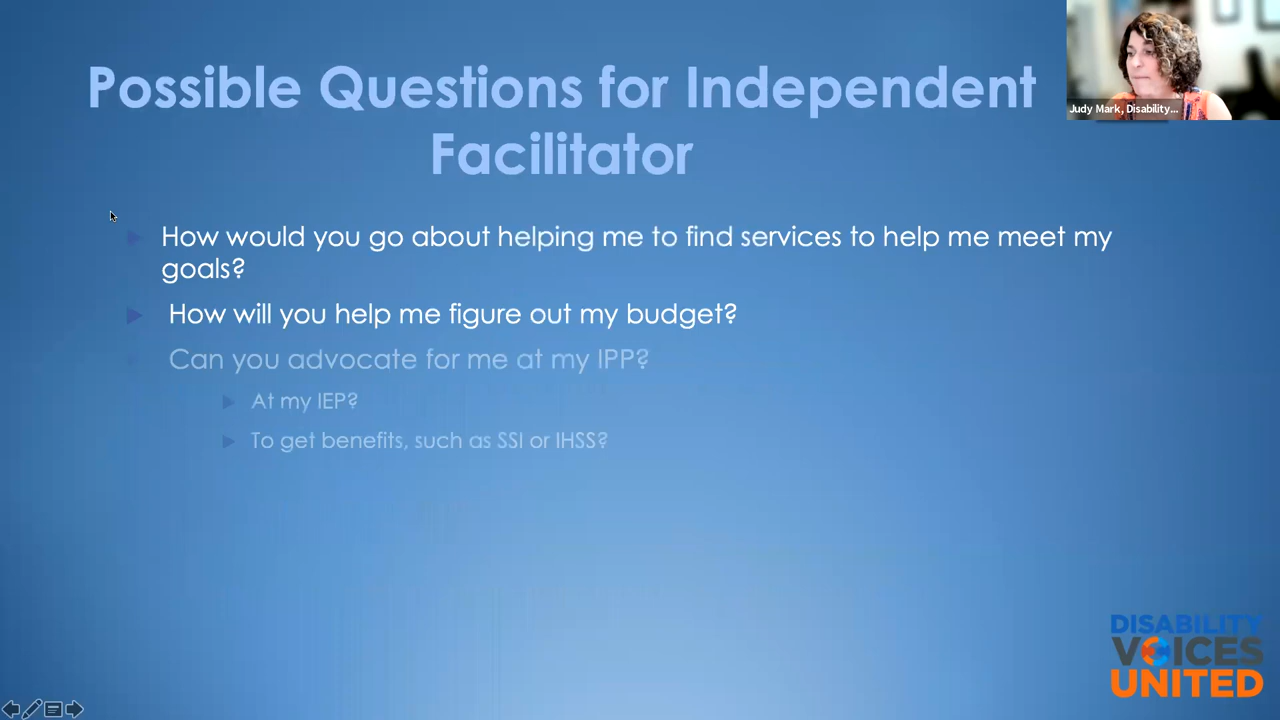 Possible Questions for Independent
Facilitator
Judy Mark, Disability...
How would you go about helping me to find services to help me meet my
goals?
How will you help me figure out my budget?
Can you advocate for me at my IPP?
At my IEP?
To get benefits, such as SSI or IHSS?
DISABILITY
VOICES
UNITED